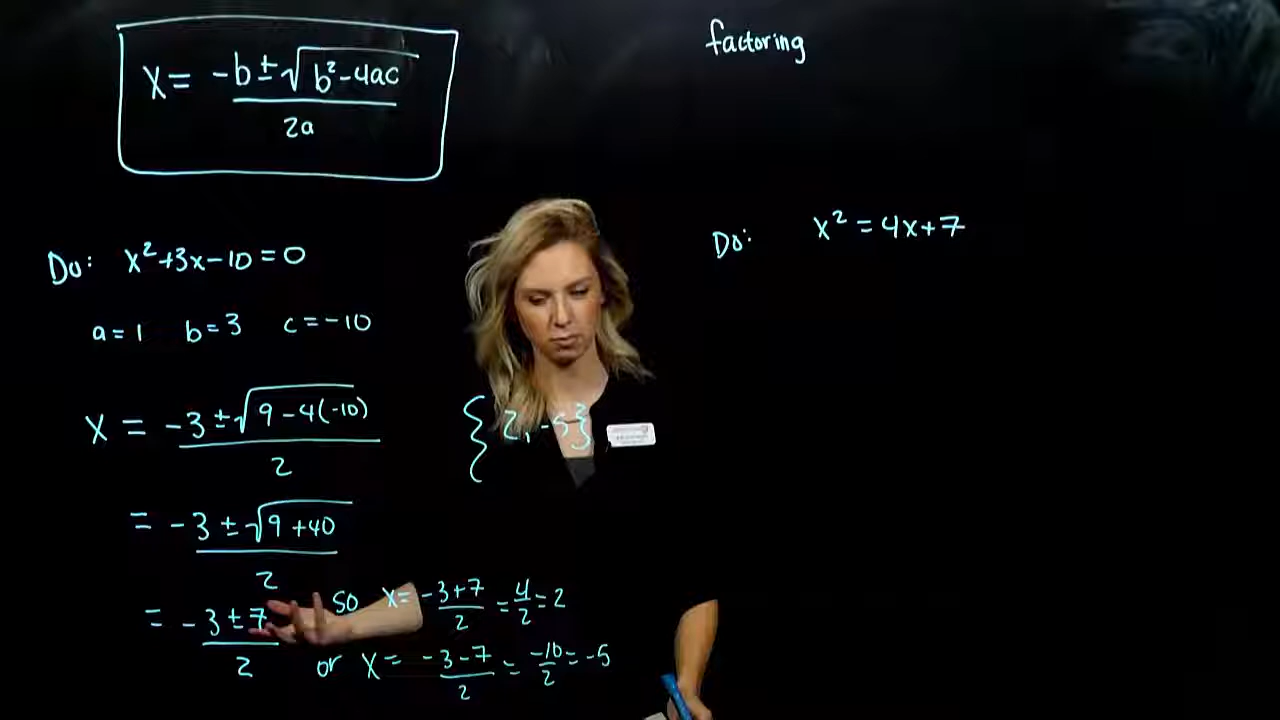 x = -b ± √(b² - 4ac) / 2a
Do: x² + 3x - 10 = 0
a = 1 b = 3 c = -10
x = -3 ± √(9 - 4(-10)) / 2
= -3 ± √(9 + 40) / 2
= -3 ± 7 / 2
so x = -3 + 7 / 2 = 4/2 = 2
or x = -3 - 7 / 2 = -10/2 = -5
{2, -5}
factoring
Do: x² = 4x + 7